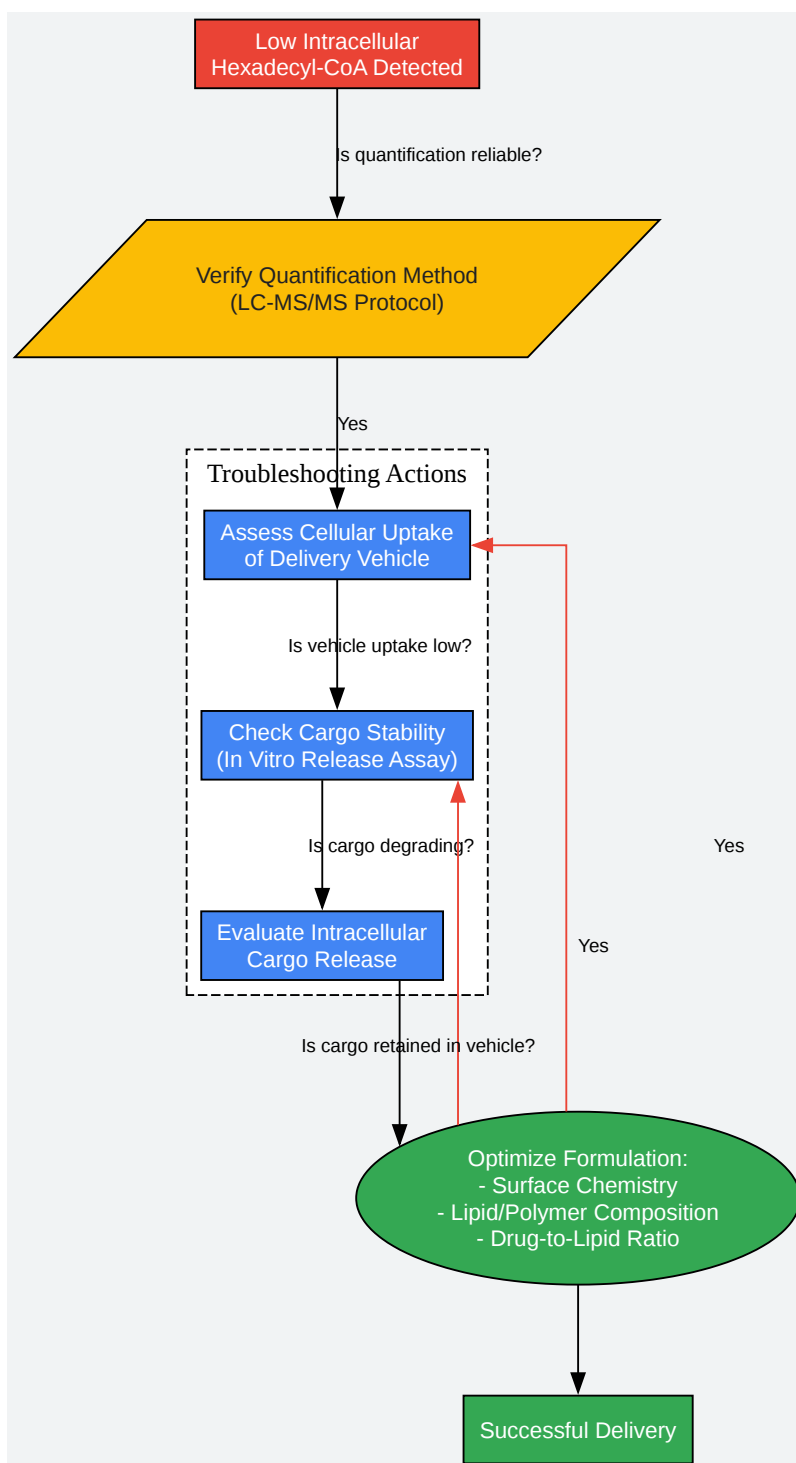 Low Intracellular
Hexadecyl-CoA Detected
Is quantification reliable?
Verify Quantification Method
(LC-MS/MS Protocol)
Yes
Troubleshooting Actions
Assess Cellular Uptake
of Delivery Vehicle
Is vehicle uptake low?
Check Cargo Stability
(In Vitro Release Assay)
Is cargo degrading?
Yes
Evaluate Intracellular
Cargo Release
Yes
Is cargo retained in vehicle?
Optimize Formulation:
- Surface Chemistry
- Lipid/Polymer Composition
- Drug-to-Lipid Ratio
Successful Delivery